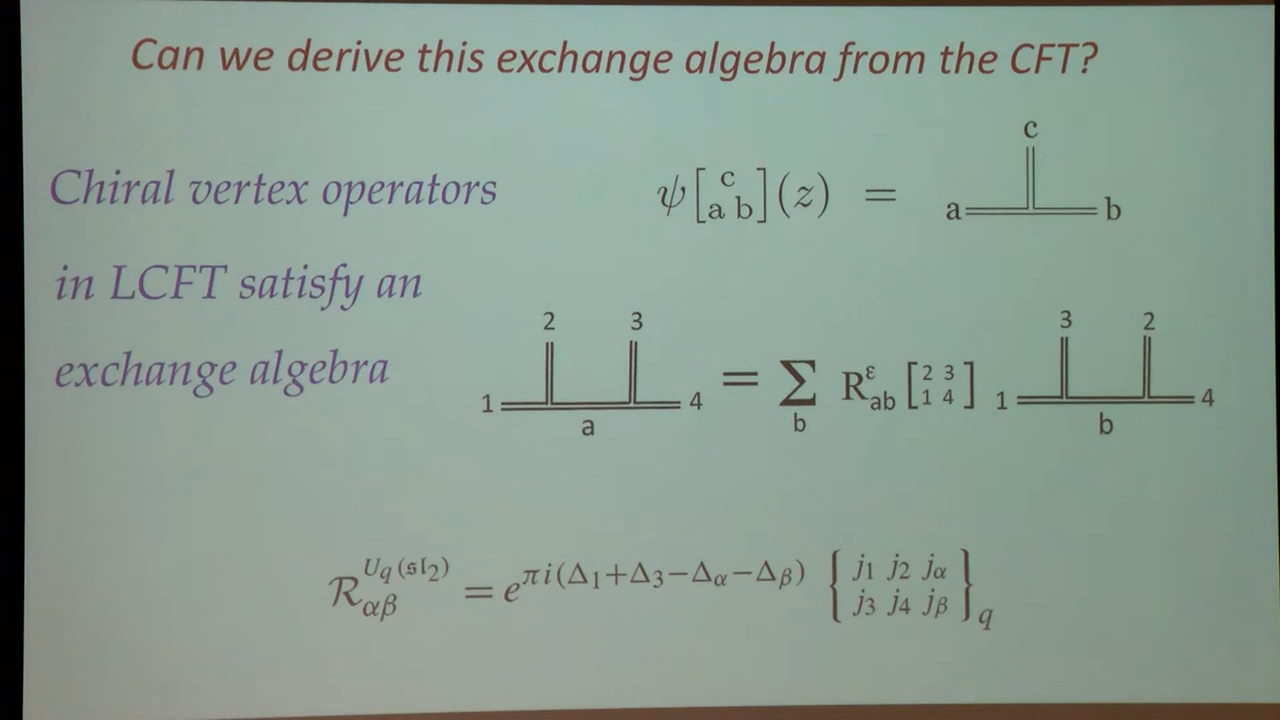 Can we derive this exchange algebra from the CFT?
Chiral vertex operators
in LCFT satisfy an
exchange algebra
ψ[c a b](z) =
c
a b
2 3
1 4
a
= Σ_b R^ε_ab [2 3 1 4]
3 2
1 4
b
ℛ_αβ^{U_q(𝔰𝔩_2)} = e^{πi(Δ_1+Δ_3−Δ_α−Δ_β)} { j_1 j_2 j_α j_3 j_4 j_β }_q